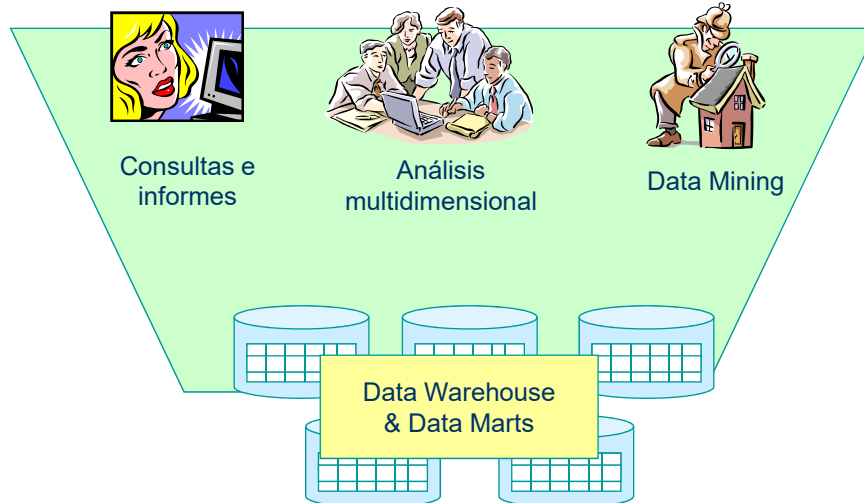 Consultas e
informes
Análisis
multidimensional
Data Mining
Data Warehouse
& Data Marts